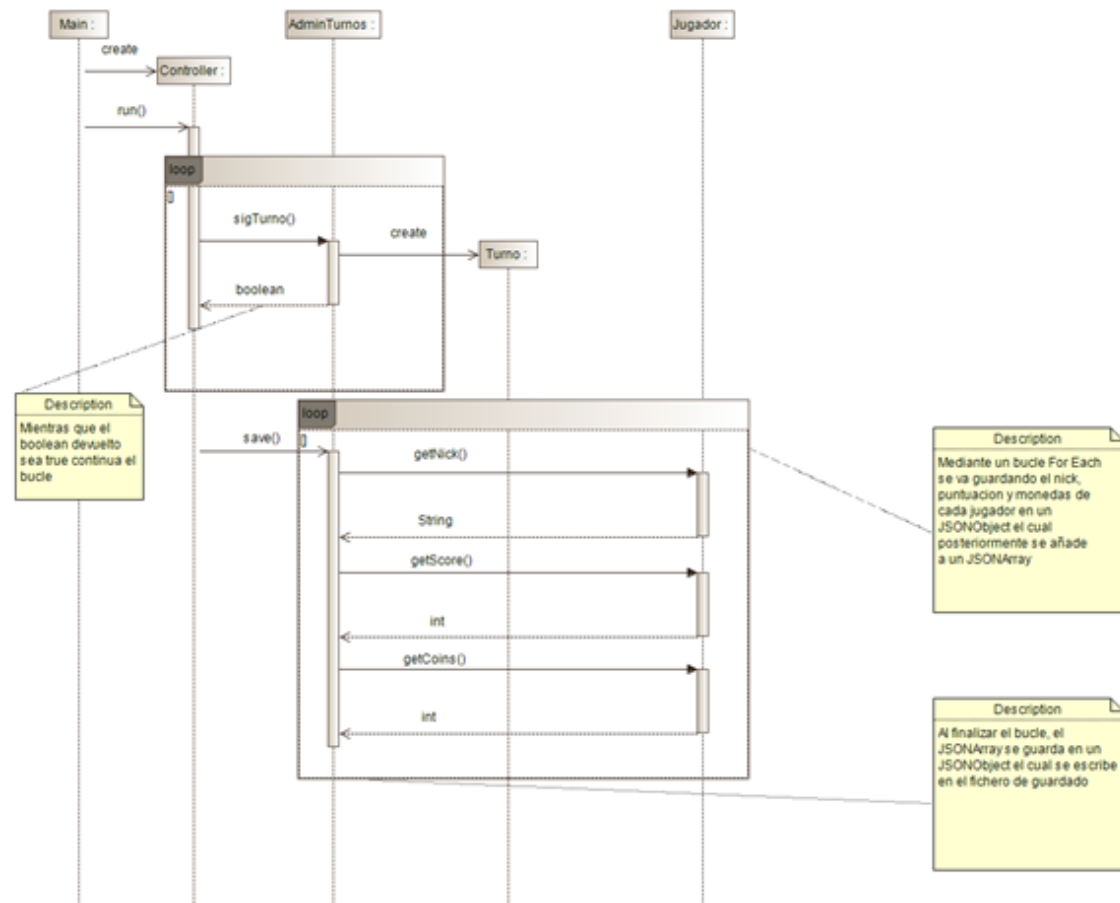 Main :
AdminTurnos :
Jugador :
create
Controller :
run()
loop
[]
sigTurno()
create
Turno :
boolean
Description
Mientras que el
boolean devuelto
sea true continua el
bucle
loop
[]
save()
getNick()
String
getScore()
int
getCoins()
int
Description
Mediante un bucle For Each
se va guardando el nick,
puntuacion y monedas de
cada jugador en un
JSONObject el cual
posteriormente se añade
a un JSONArray
Description
Al finalizar el bucle, el
JSONArray se guarda en un
JSONObject el cual se escribe
en el fichero de guardado